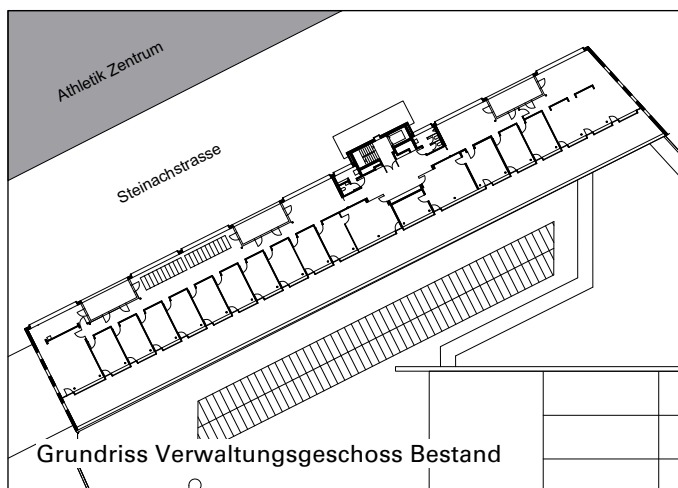 Athletik Zentrum
Steinachstrasse
Grundriss Verwaltungsgeschoss Bestand